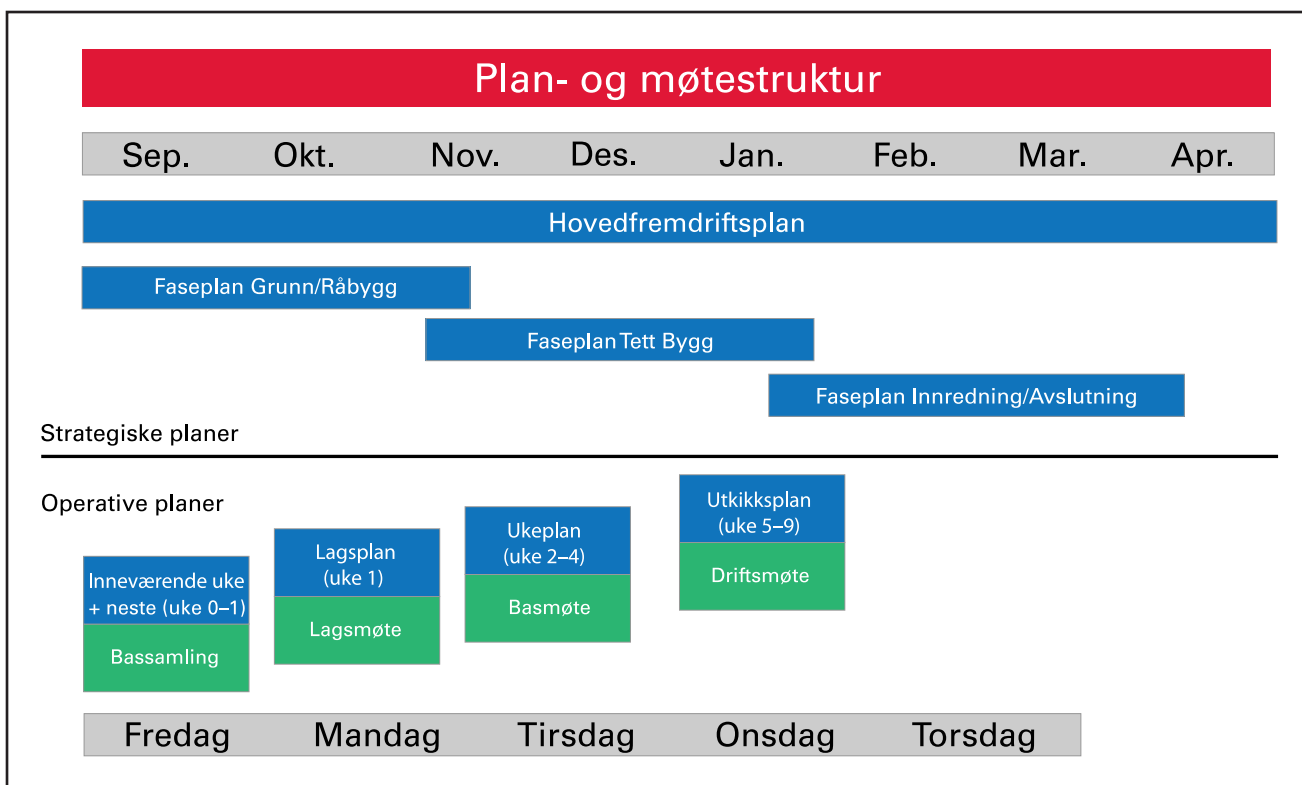 Plan- og møtestruktur
Sep. Okt. Nov. Des. Jan. Feb. Mar. Apr.
Hovedfremdriftsplan
Faseplan Grunn/Råbygg
Faseplan Tett Bygg
Faseplan Innredning/Avslutning
Strategiske planer
Operative planer
Inneværende uke
+ neste (uke 0–1)
Bassamling
Lagsplan
(uke 1)
Lagsmøte
Ukeplan
(uke 2–4)
Basmøte
Utkikksplan
(uke 5–9)
Driftsmøte
Fredag Mandag Tirsdag Onsdag Torsdag